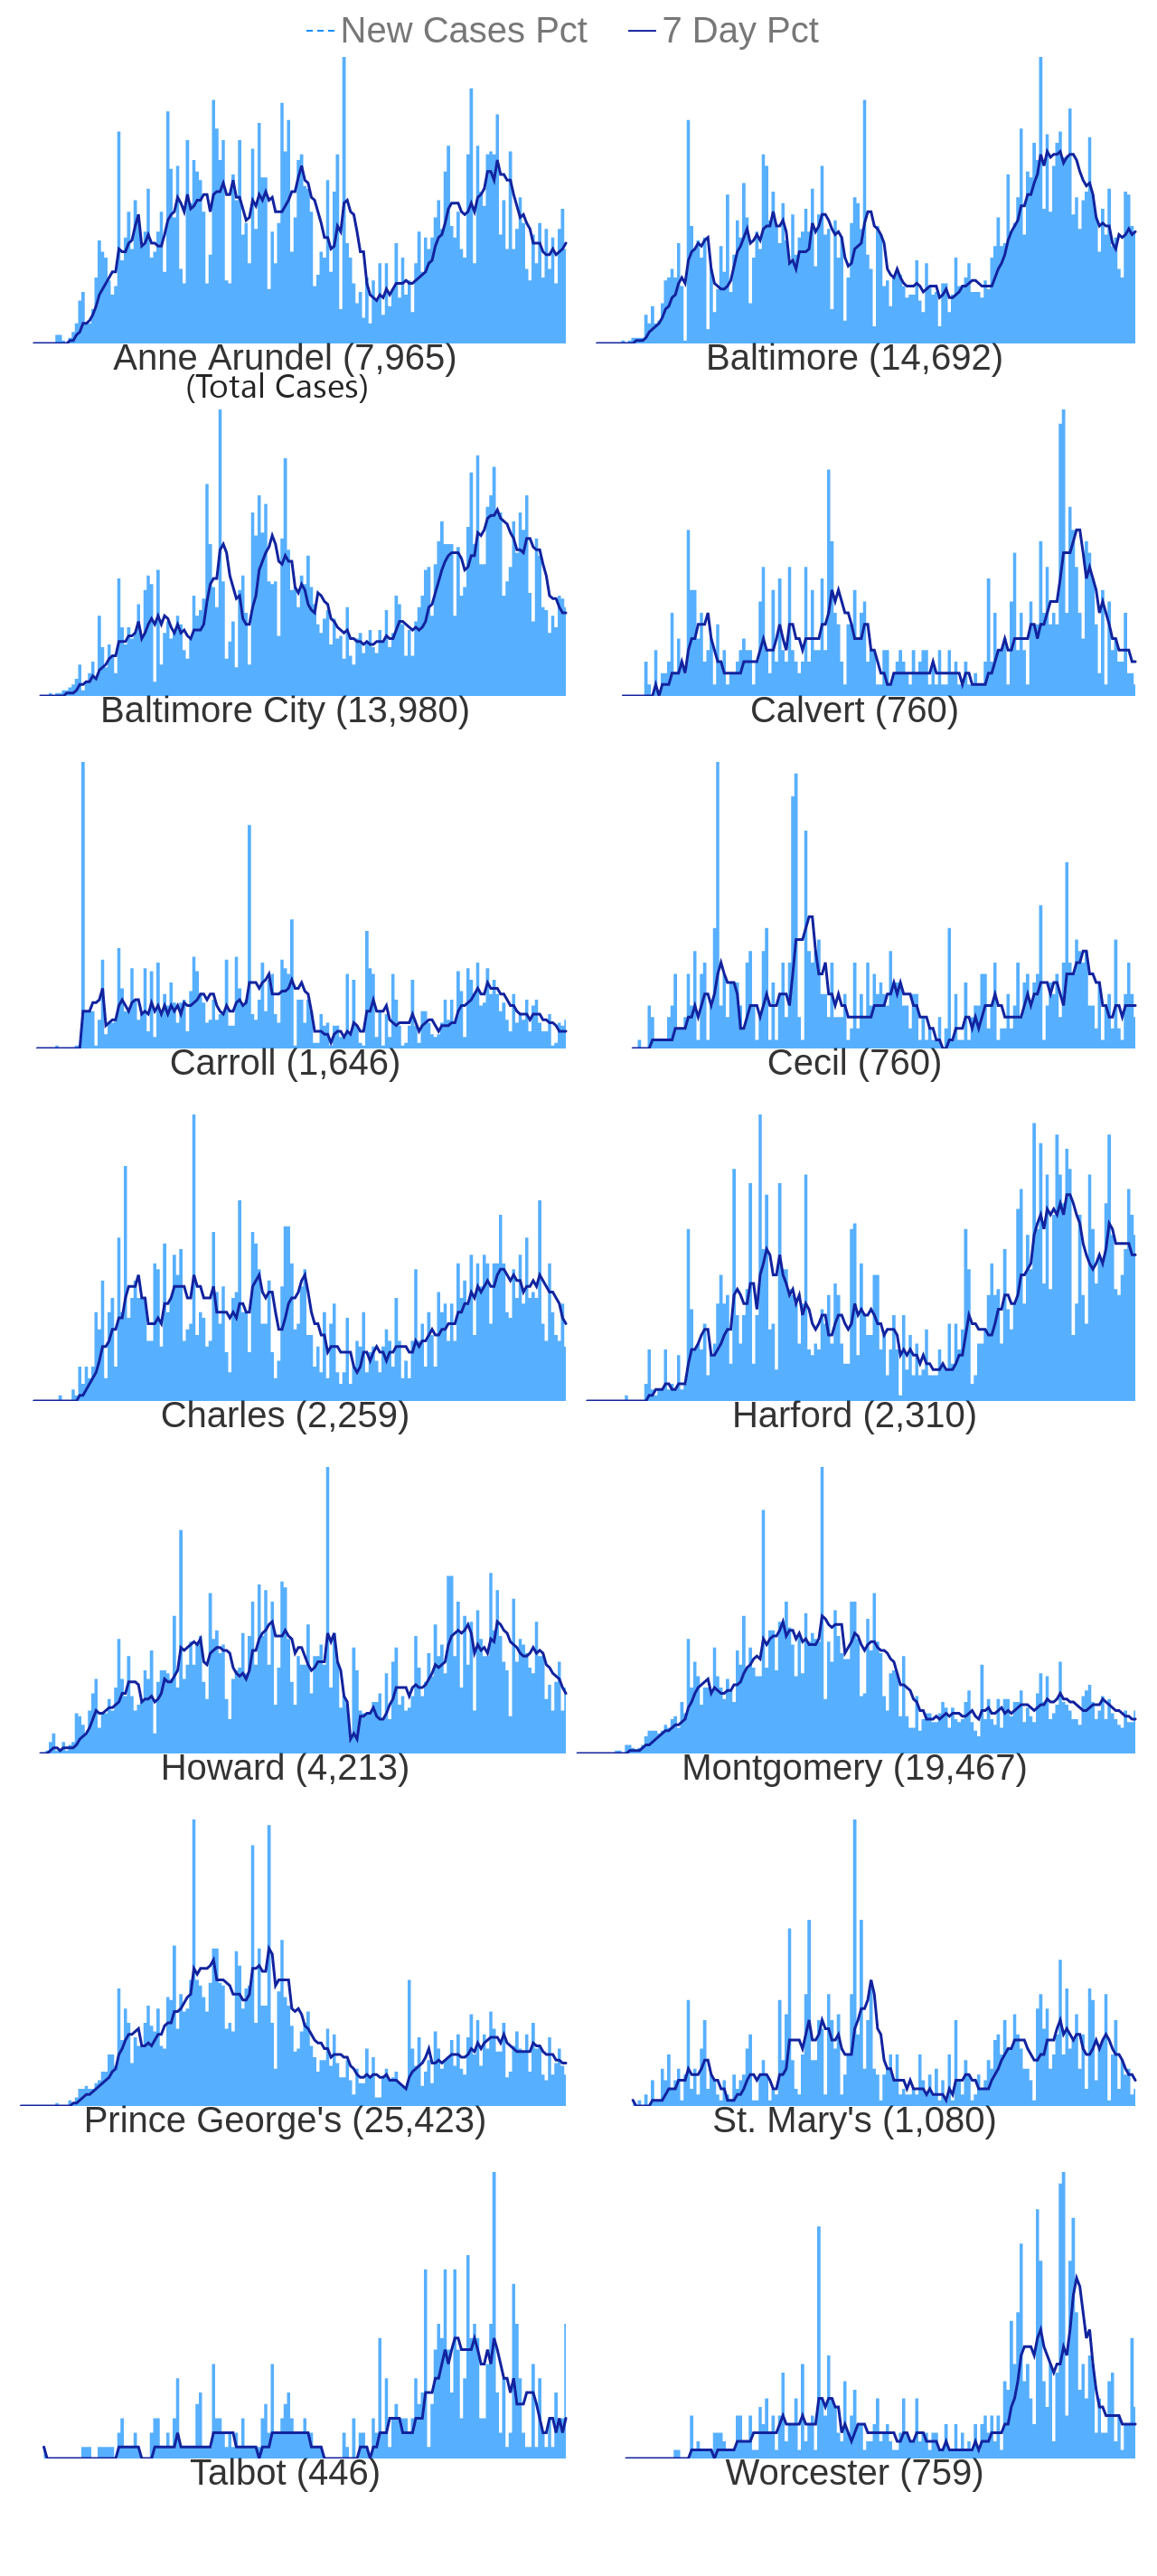 New Cases Pct 7 Day Pct
Anne Arundel (7,965) Baltimore (14,692)
(Total Cases)
Baltimore City (13,980) Calvert (760)
Carroll (1,646) Cecil (760)
Charles (2,259) Harford (2,310)
Howard (4,213) Montgomery (19,467)
Prince George's (25,423) St. Mary's (1,080)
Talbot (446) Worcester (759)